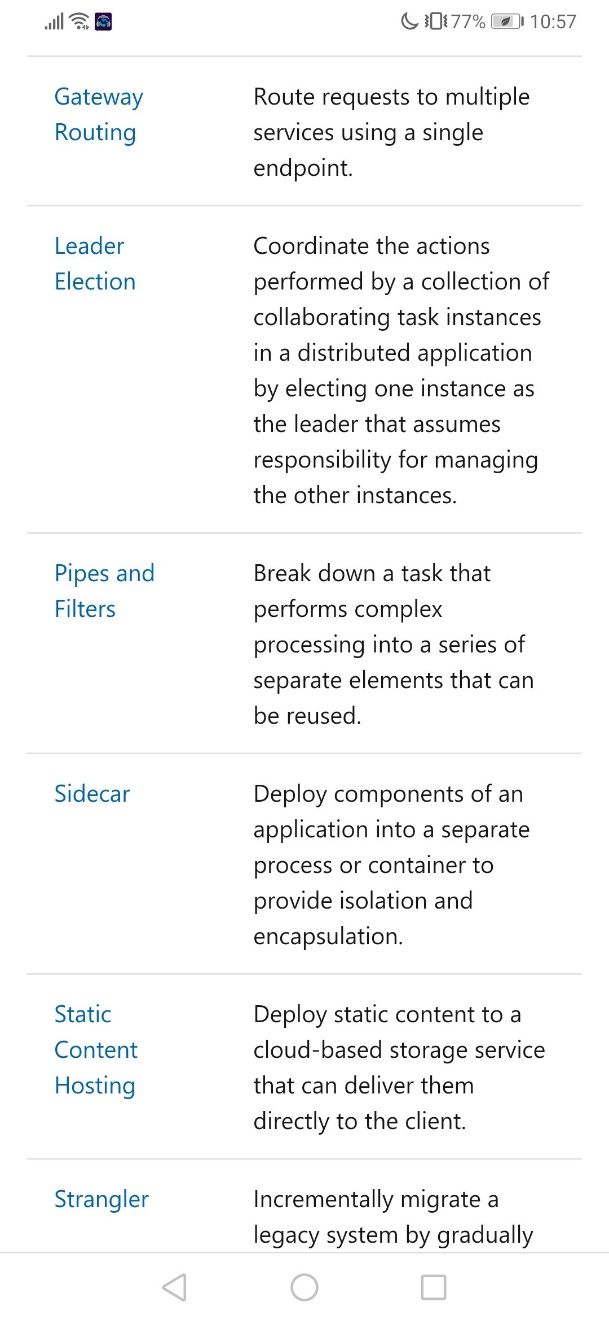 77% 10:57
Gateway
Routing
Route requests to multiple
services using a single
endpoint.
Leader
Election
Coordinate the actions
performed by a collection of
collaborating task instances
in a distributed application
by electing one instance as
the leader that assumes
responsibility for managing
the other instances.
Pipes and
Filters
Break down a task that
performs complex
processing into a series of
separate elements that can
be reused.
Sidecar
Deploy components of an
application into a separate
process or container to
provide isolation and
encapsulation.
Static
Content
Hosting
Deploy static content to a
cloud-based storage service
that can deliver them
directly to the client.
Strangler
Incrementally migrate a
legacy system by gradually